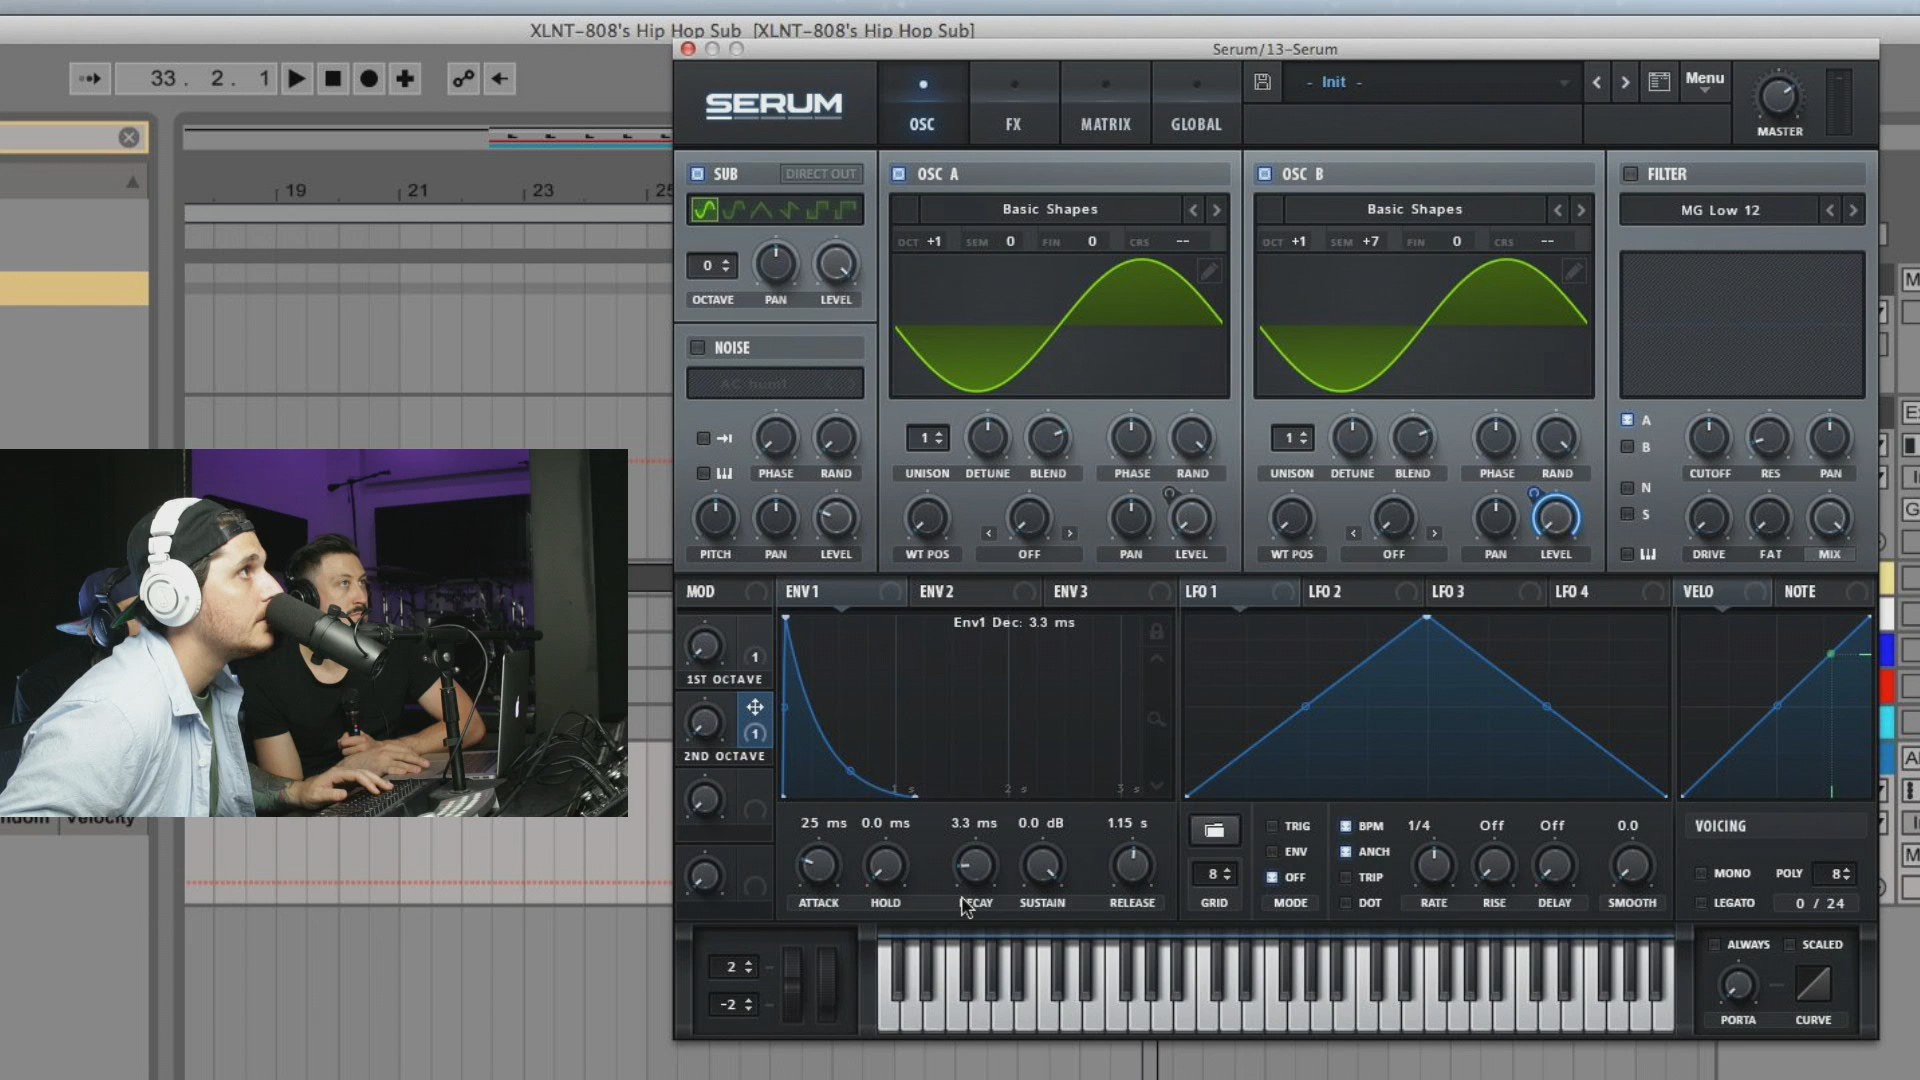 XLNT-808's Hip Hop Sub [XLNT-808's Hip Hop Sub]
Serum/13-Serum
33. 2. 1
SERUM
OSC
FX
MATRIX
GLOBAL
- Init -
Menu
MASTER
19
21
23
25
SUB
DIRECT OUT
0
OCTAVE
PAN
LEVEL
NOISE
AC hum1
PHASE
RAND
PITCH
PAN
LEVEL
OSC A
Basic Shapes
OCT +1 SEM 0 FIN 0 CRS --
1
UNISON
DETUNE
BLEND
PHASE
RAND
WT POS
OFF
PAN
LEVEL
OSC B
Basic Shapes
OCT +1 SEM +7 FIN 0 CRS --
1
UNISON
DETUNE
BLEND
PHASE
RAND
WT POS
OFF
PAN
LEVEL
FILTER
MG Low 12
A
B
N
S
CUTOFF
RES
PAN
DRIVE
FAT
MIX
MOD
ENV 1
ENV 2
ENV 3
LFO 1
LFO 2
LFO 3
LFO 4
VELO
NOTE
1
1ST OCTAVE
1
2ND OCTAVE
Env1 Dec: 3.3 ms
1 s
2 s
3 s
25 ms
0.0 ms
3.3 ms
0.0 dB
1.15 s
ATTACK
HOLD
SUSTAIN
RELEASE
8
GRID
TRIG
ENV
OFF
MODE
BPM
ANCH
TRIP
DOT
1/4
Off
Off
0.0
RATE
RISE
DELAY
SMOOTH
VOICING
MONO
POLY
8
LEGATO
0 / 24
2
-2
ALWAYS
SCALED
PORTA
CURVE
Velocity